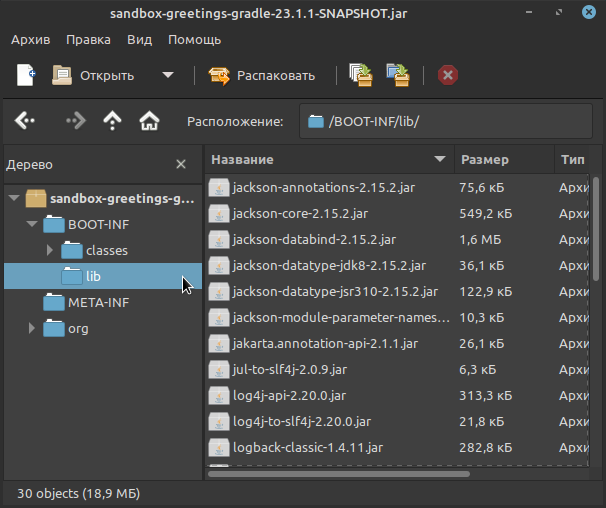 sandbox-greetings-gradle-23.1.1-SNAPSHOT.jar
Архив Правка Вид Помощь
Открыть Распаковать
Расположение: /BOOT-INF/lib/
Дерево
Название Размер Тип
sandbox-greetings-g...
BOOT-INF
classes
lib
META-INF
org
jackson-annotations-2.15.2.jar 75,6 кБ Архи
jackson-core-2.15.2.jar 549,2 кБ Архи
jackson-databind-2.15.2.jar 1,6 МБ Архи
jackson-datatype-jdk8-2.15.2.jar 36,1 кБ Архи
jackson-datatype-jsr310-2.15.2.jar 122,9 кБ Архи
jackson-module-parameter-names... 10,3 кБ Архи
jakarta.annotation-api-2.1.1.jar 26,1 кБ Архи
jul-to-slf4j-2.0.9.jar 6,3 кБ Архи
log4j-api-2.20.0.jar 313,3 кБ Архи
log4j-to-slf4j-2.20.0.jar 21,8 кБ Архи
logback-classic-1.4.11.jar 282,8 кБ Архи
30 objects (18,9 МБ)